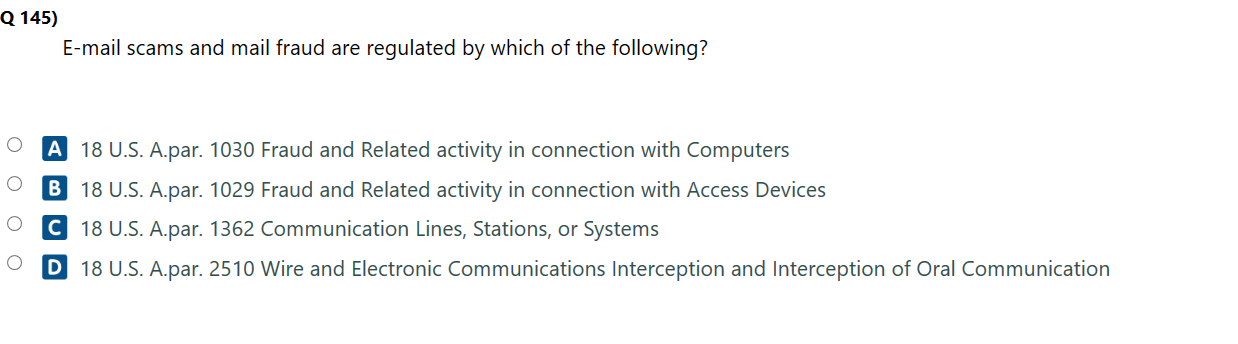 Q 145)
E-mail scams and mail fraud are regulated by which of the following?
A 18 U.S. A.par. 1030 Fraud and Related activity in connection with Computers
B 18 U.S. A.par. 1029 Fraud and Related activity in connection with Access Devices
C 18 U.S. A.par. 1362 Communication Lines, Stations, or Systems
D 18 U.S. A.par. 2510 Wire and Electronic Communications Interception and Interception of Oral Communication